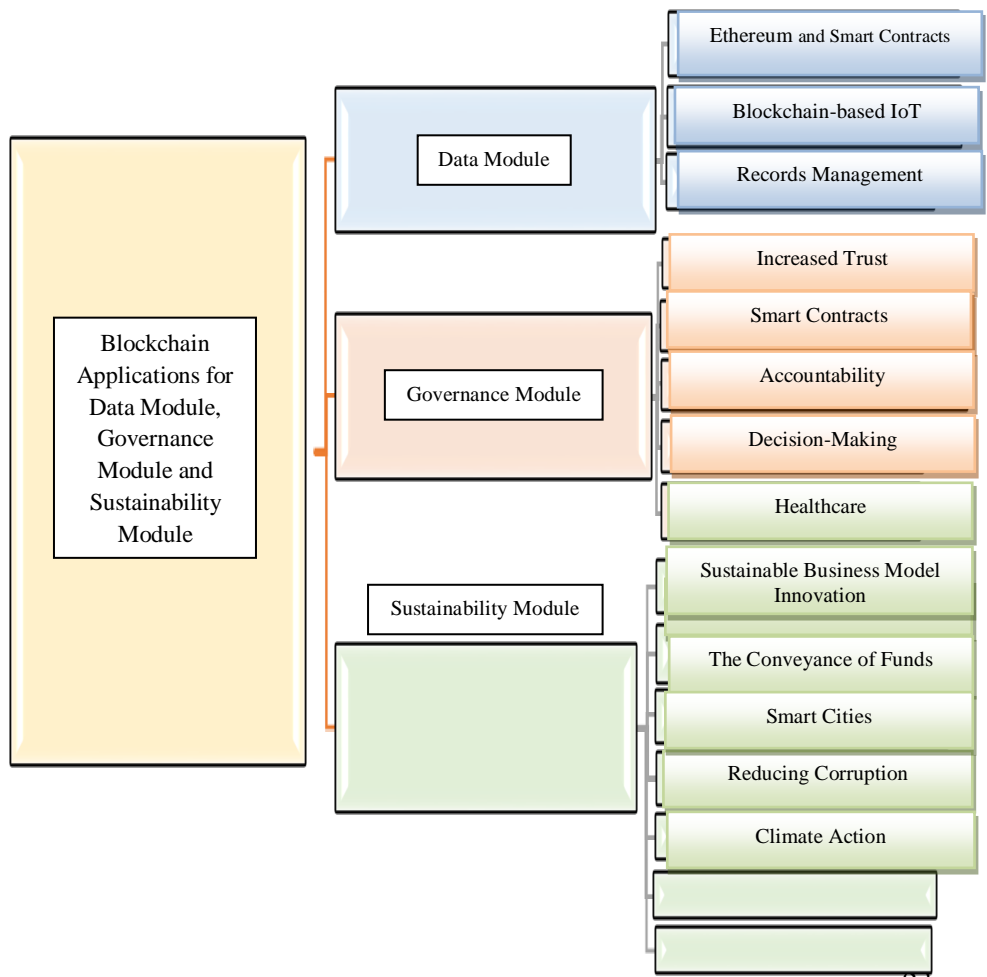 Ethereum and Smart Contracts
Blockchain-based IoT
Data Module
Records Management
Increased Trust
Smart Contracts
Blockchain
Applications for
Data Module,
Governance
Module and
Sustainability
Module
Accountability
Governance Module
Decision-Making
Healthcare
Sustainable Business Model
Innovation
Sustainability Module
The Conveyance of Funds
Smart Cities
Reducing Corruption
Climate Action